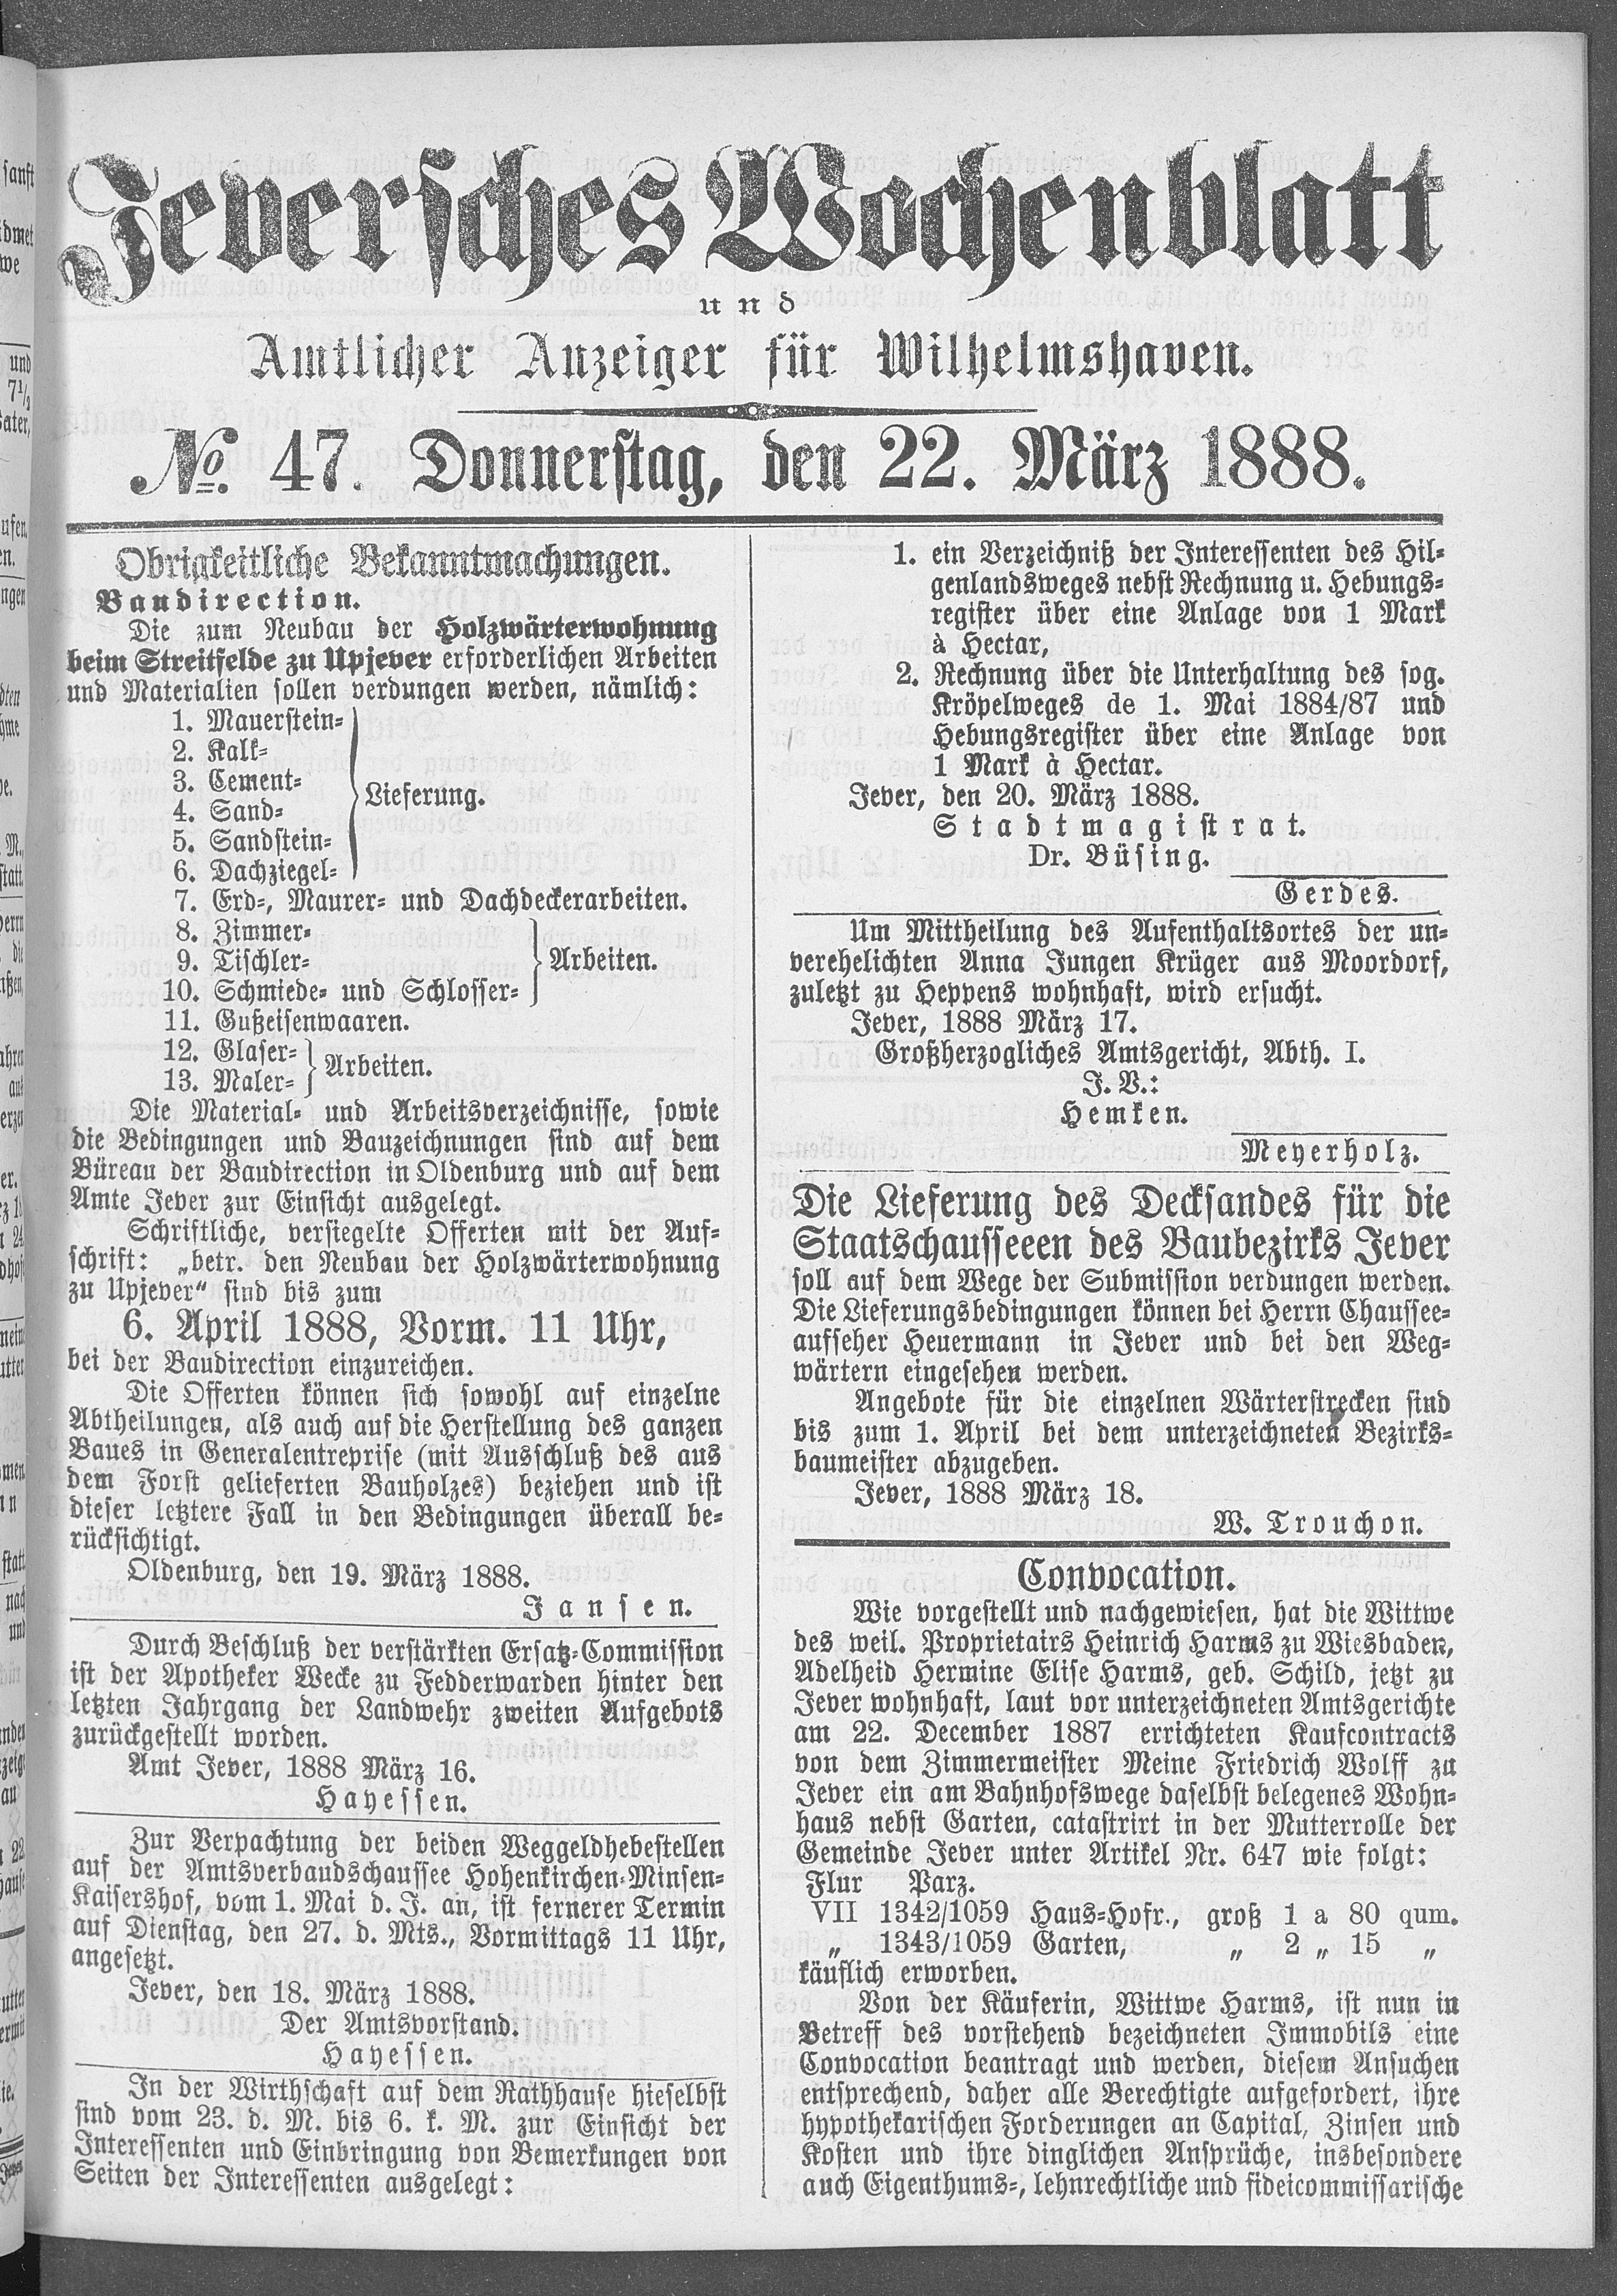 Jeversches Wochenblatt
und
Amtlicher Anzeiger für Wilhelmshaven.
No. 47. Donnerstag, den 22. März 1888.
Obrigkeitliche Bekanntmachungen.
Baudirection.
Die zum Neubau der Holzwärterwohnung
beim Streitfelde zu Upjever erforderlichen Arbeiten
und Materialien sollen verdungen werden, nämlich:
1. Mauerstein=
2. Kalk=
3. Cement=
4. Sand=
5. Sandstein=
6. Dachziegel=
Lieferung.
7. Erd=, Maurer= und Dachdeckerarbeiten.
8. Zimmer=
9. Tischler=
10. Schmiede= und Schlosser=
Arbeiten.
11. Gußeisenwaaren.
12. Glaser=
13. Maler=
Arbeiten.
Die Material= und Arbeitsverzeichnisse, sowie
die Bedingungen und Bauzeichnungen sind auf dem
Büreau der Baudirection in Oldenburg und auf dem
Amte Jever zur Einsicht ausgelegt.
Schriftliche, versiegelte Offerten mit der Auf=
schrift: „betr. den Neubau der Holzwärterwohnung
zu Upjever“ sind bis zum
6. April 1888, Vorm. 11 Uhr,
bei der Baudirection einzureichen.
Die Offerten können sich sowohl auf einzelne
Abtheilungen, als auch auf die Herstellung des ganzen
Baues in Generalentreprise (mit Ausschluß des aus
dem Forst gelieferten Bauholzes) beziehen und ist
dieser letztere Fall in den Bedingungen überall be=
rücksichtigt.
Oldenburg, den 19. März 1888.
Jansen.
Durch Beschluß der verstärkten Ersatz=Commission
ist der Apotheker Wecke zu Fedderwarden hinter den
letzten Jahrgang der Landwehr zweiten Aufgebots
zurückgestellt worden.
Amt Jever, 1888 März 16.
Hayessen.
Zur Verpachtung der beiden Weggeldhebestellen
auf der Amtsverbandschaussee Hohenkirchen=Minsen=
Kaisershof, vom 1. Mai d. J. an, ist fernerer Termin
auf Dienstag, den 27. d. Mts., Vormittags 11 Uhr,
angesetzt.
Jever, den 18. März 1888.
Der Amtsvorstand.
Hayessen.
In der Wirthschaft auf dem Rathhause hieselbst
sind vom 23. d. M. bis 6. k. M. zur Einsicht der
Interessenten und Einbringung von Bemerkungen von
Seiten der Interessenten ausgelegt:
1. ein Verzeichniß der Interessenten des Hil=
genlandsweges nebst Rechnung u. Hebungs=
register über eine Anlage von 1 Mark
à Hectar,
2. Rechnung über die Unterhaltung des sog.
Kröpelweges de 1. Mai 1884/87 und
Hebungsregister über eine Anlage von
1 Mark à Hectar.
Jever, den 20. März 1888.
Stadtmagistrat.
Dr. Büsing.
Gerdes.
Um Mittheilung des Aufenthaltsortes der un=
verehelichten Anna Jungen Krüger aus Moordorf,
zuletzt zu Heppens wohnhaft, wird ersucht.
Jever, 1888 März 17.
Großherzogliches Amtsgericht, Abth. I.
J. V.:
Hemken.
Meyerholz.
Die Lieferung des Decksandes für die
Staatschausseeen des Baubezirks Jever
soll auf dem Wege der Submission verdungen werden.
Die Lieferungsbedingungen können bei Herrn Chaussee=
aufseher Heuermann in Jever und bei den Weg=
wärtern eingesehen werden.
Angebote für die einzelnen Wärterstrecken sind
bis zum 1. April bei dem unterzeichneten Bezirks=
baumeister abzugeben.
Jever, 1888 März 18.
W. Trouchon.
Convocation.
Wie vorgestellt und nachgewiesen, hat die Wittwe
des weil. Proprietairs Heinrich Harms zu Wiesbaden,
Adelheid Hermine Elise Harms, geb. Schild, jetzt zu
Jever wohnhaft, laut vor unterzeichneten Amtsgerichte
am 22. December 1887 errichteten Kaufcontracts
von dem Zimmermeister Meine Friedrich Wolff zu
Jever ein am Bahnhofswege daselbst belegenes Wohn=
haus nebst Garten, catastrirt in der Mutterrolle der
Gemeinde Jever unter Artikel Nr. 647 wie folgt:
Flur Parz.
VII 1342/1059 Haus=Hofr., groß 1 a 80 qum.
„ 1343/1059 Garten, „ 2 „ 15 „
käuflich erworben.
Von der Käuferin, Wittwe Harms, ist nun in
Betreff des vorstehend bezeichneten Immobils eine
Convocation beantragt und werden, diesem Ansuchen
entsprechend, daher alle Berechtigte aufgefordert, ihre
hypothekarischen Forderungen an Capital, Zinsen und
Kosten und ihre dinglichen Ansprüche, insbesondere
auch Eigenthums=, lehnrechtliche und fideicommissarische